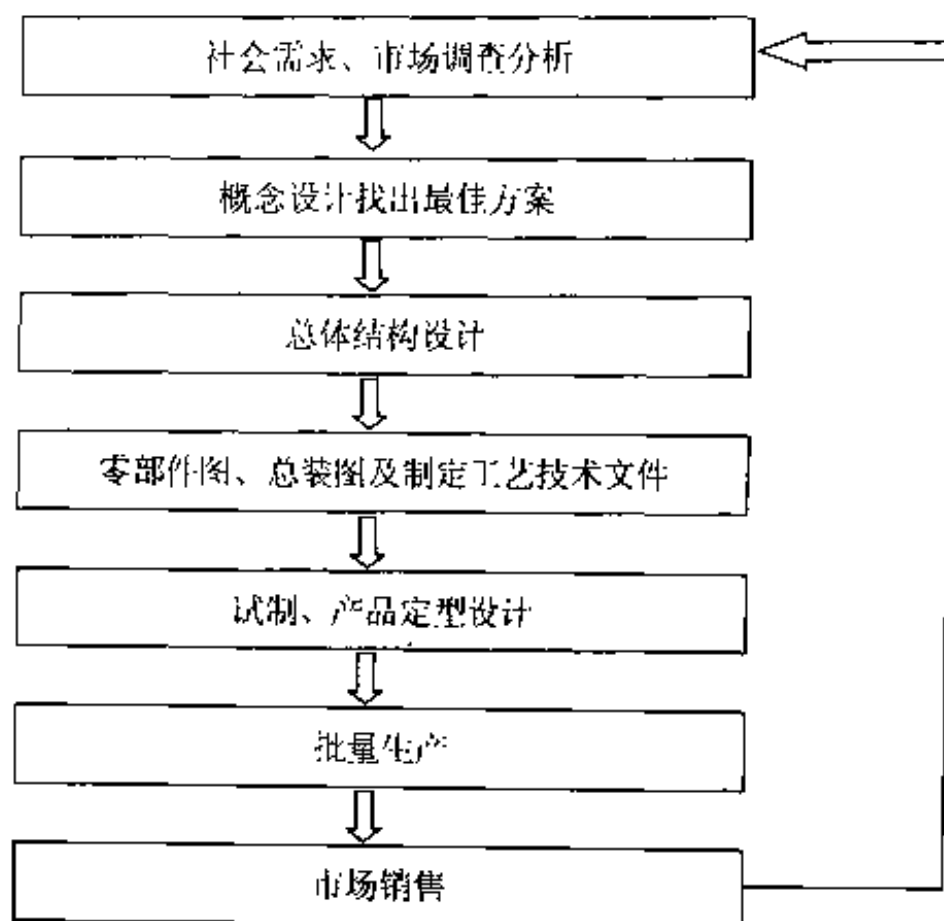 社会需求、市场调查分析
概念设计找出最佳方案
总体结构设计
零部件图、总装图及制定工艺技术文件
试制、产品定型设计
批量生产
市场销售